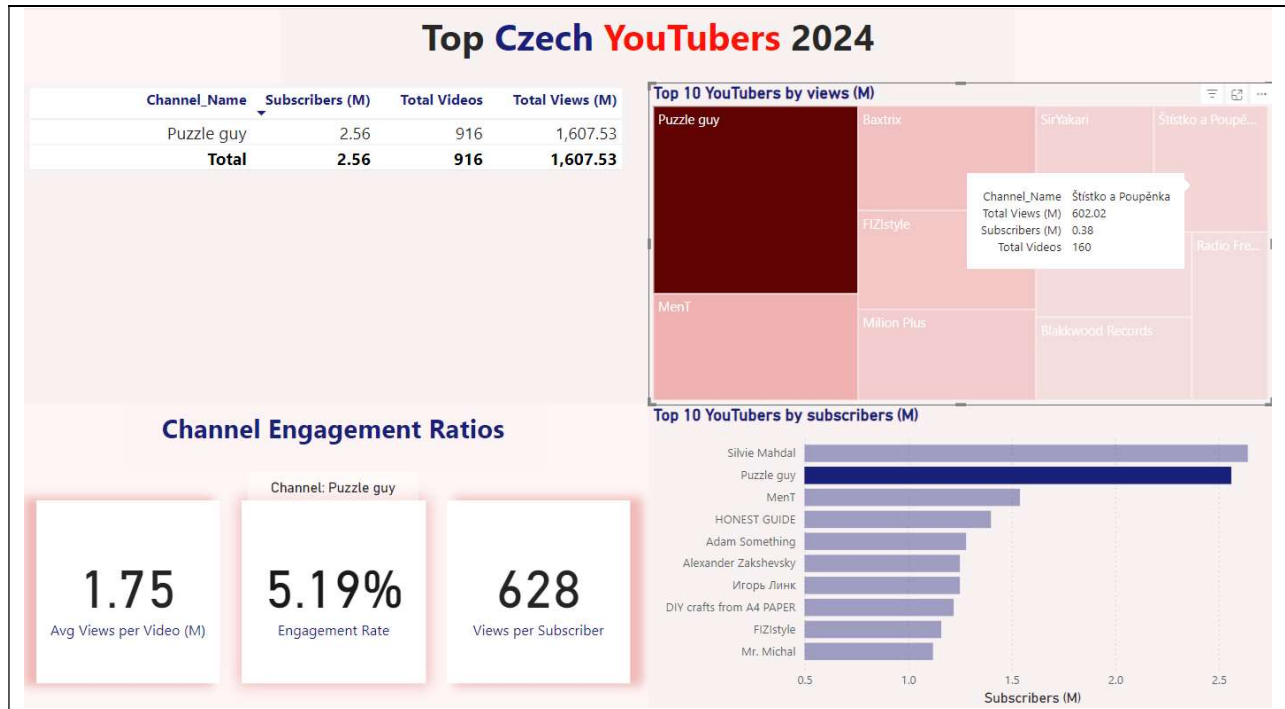 Top Czech YouTubers 2024
Channel_Name Subscribers (M) Total Videos Total Views (M)
Puzzle guy 2.56 916 1,607.53
Total 2.56 916 1,607.53
Top 10 YouTubers by views (M)
Puzzle guy
Baxtrix
SirYakari
Štístko a Poupě...
Channel_Name Štístko a Poupěnka
Total Views (M) 602.02
Subscribers (M) 0.38
Total Videos 160
FIZIstyle
Radio Fre...
MenT
Milion Plus
Blakkwood Records
Channel Engagement Ratios
Channel: Puzzle guy
1.75
Avg Views per Video (M)
5.19%
Engagement Rate
628
Views per Subscriber
Top 10 YouTubers by subscribers (M)
Silvie Mahdal
Puzzle guy
MenT
HONEST GUIDE
Adam Something
Alexander Zakshevsky
Игорь Линк
DIY crafts from A4 PAPER
FIZIstyle
Mr. Michal
0.5 1.0 1.5 2.0 2.5
Subscribers (M)